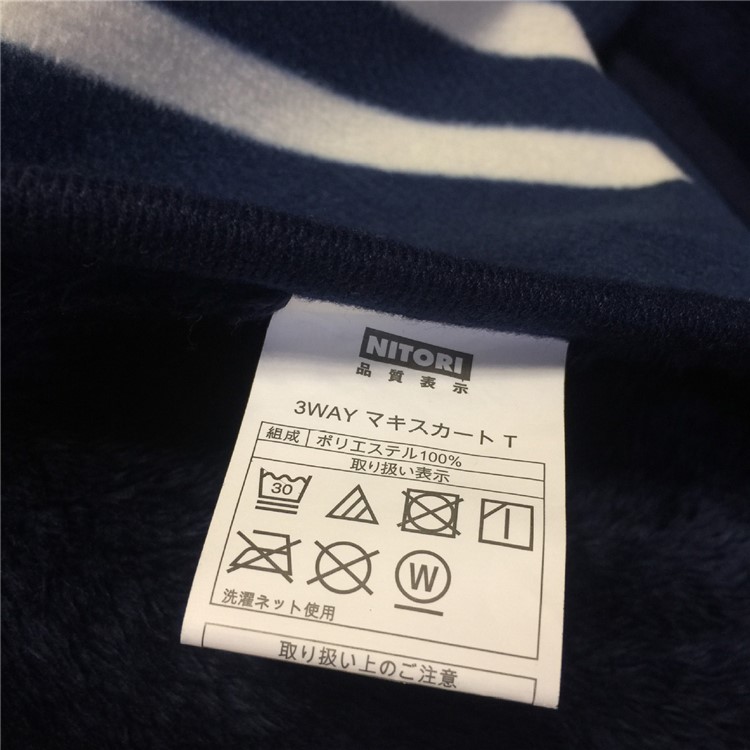 NITORI
品質表示
3WAY マキスカート T
組成 ポリエステル100%
取り扱い表示
30
W
洗濯ネット使用
取り扱い上のご注意